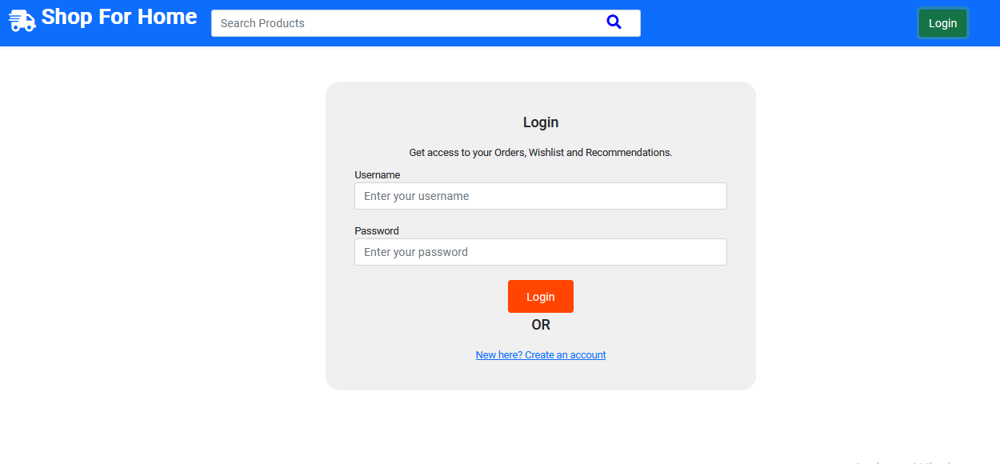 Shop For Home
Search Products
Login
Login
Get access to your Orders, Wishlist and Recommendations.
Username
Enter your username
Password
Enter your password
Login
OR
New here? Create an account